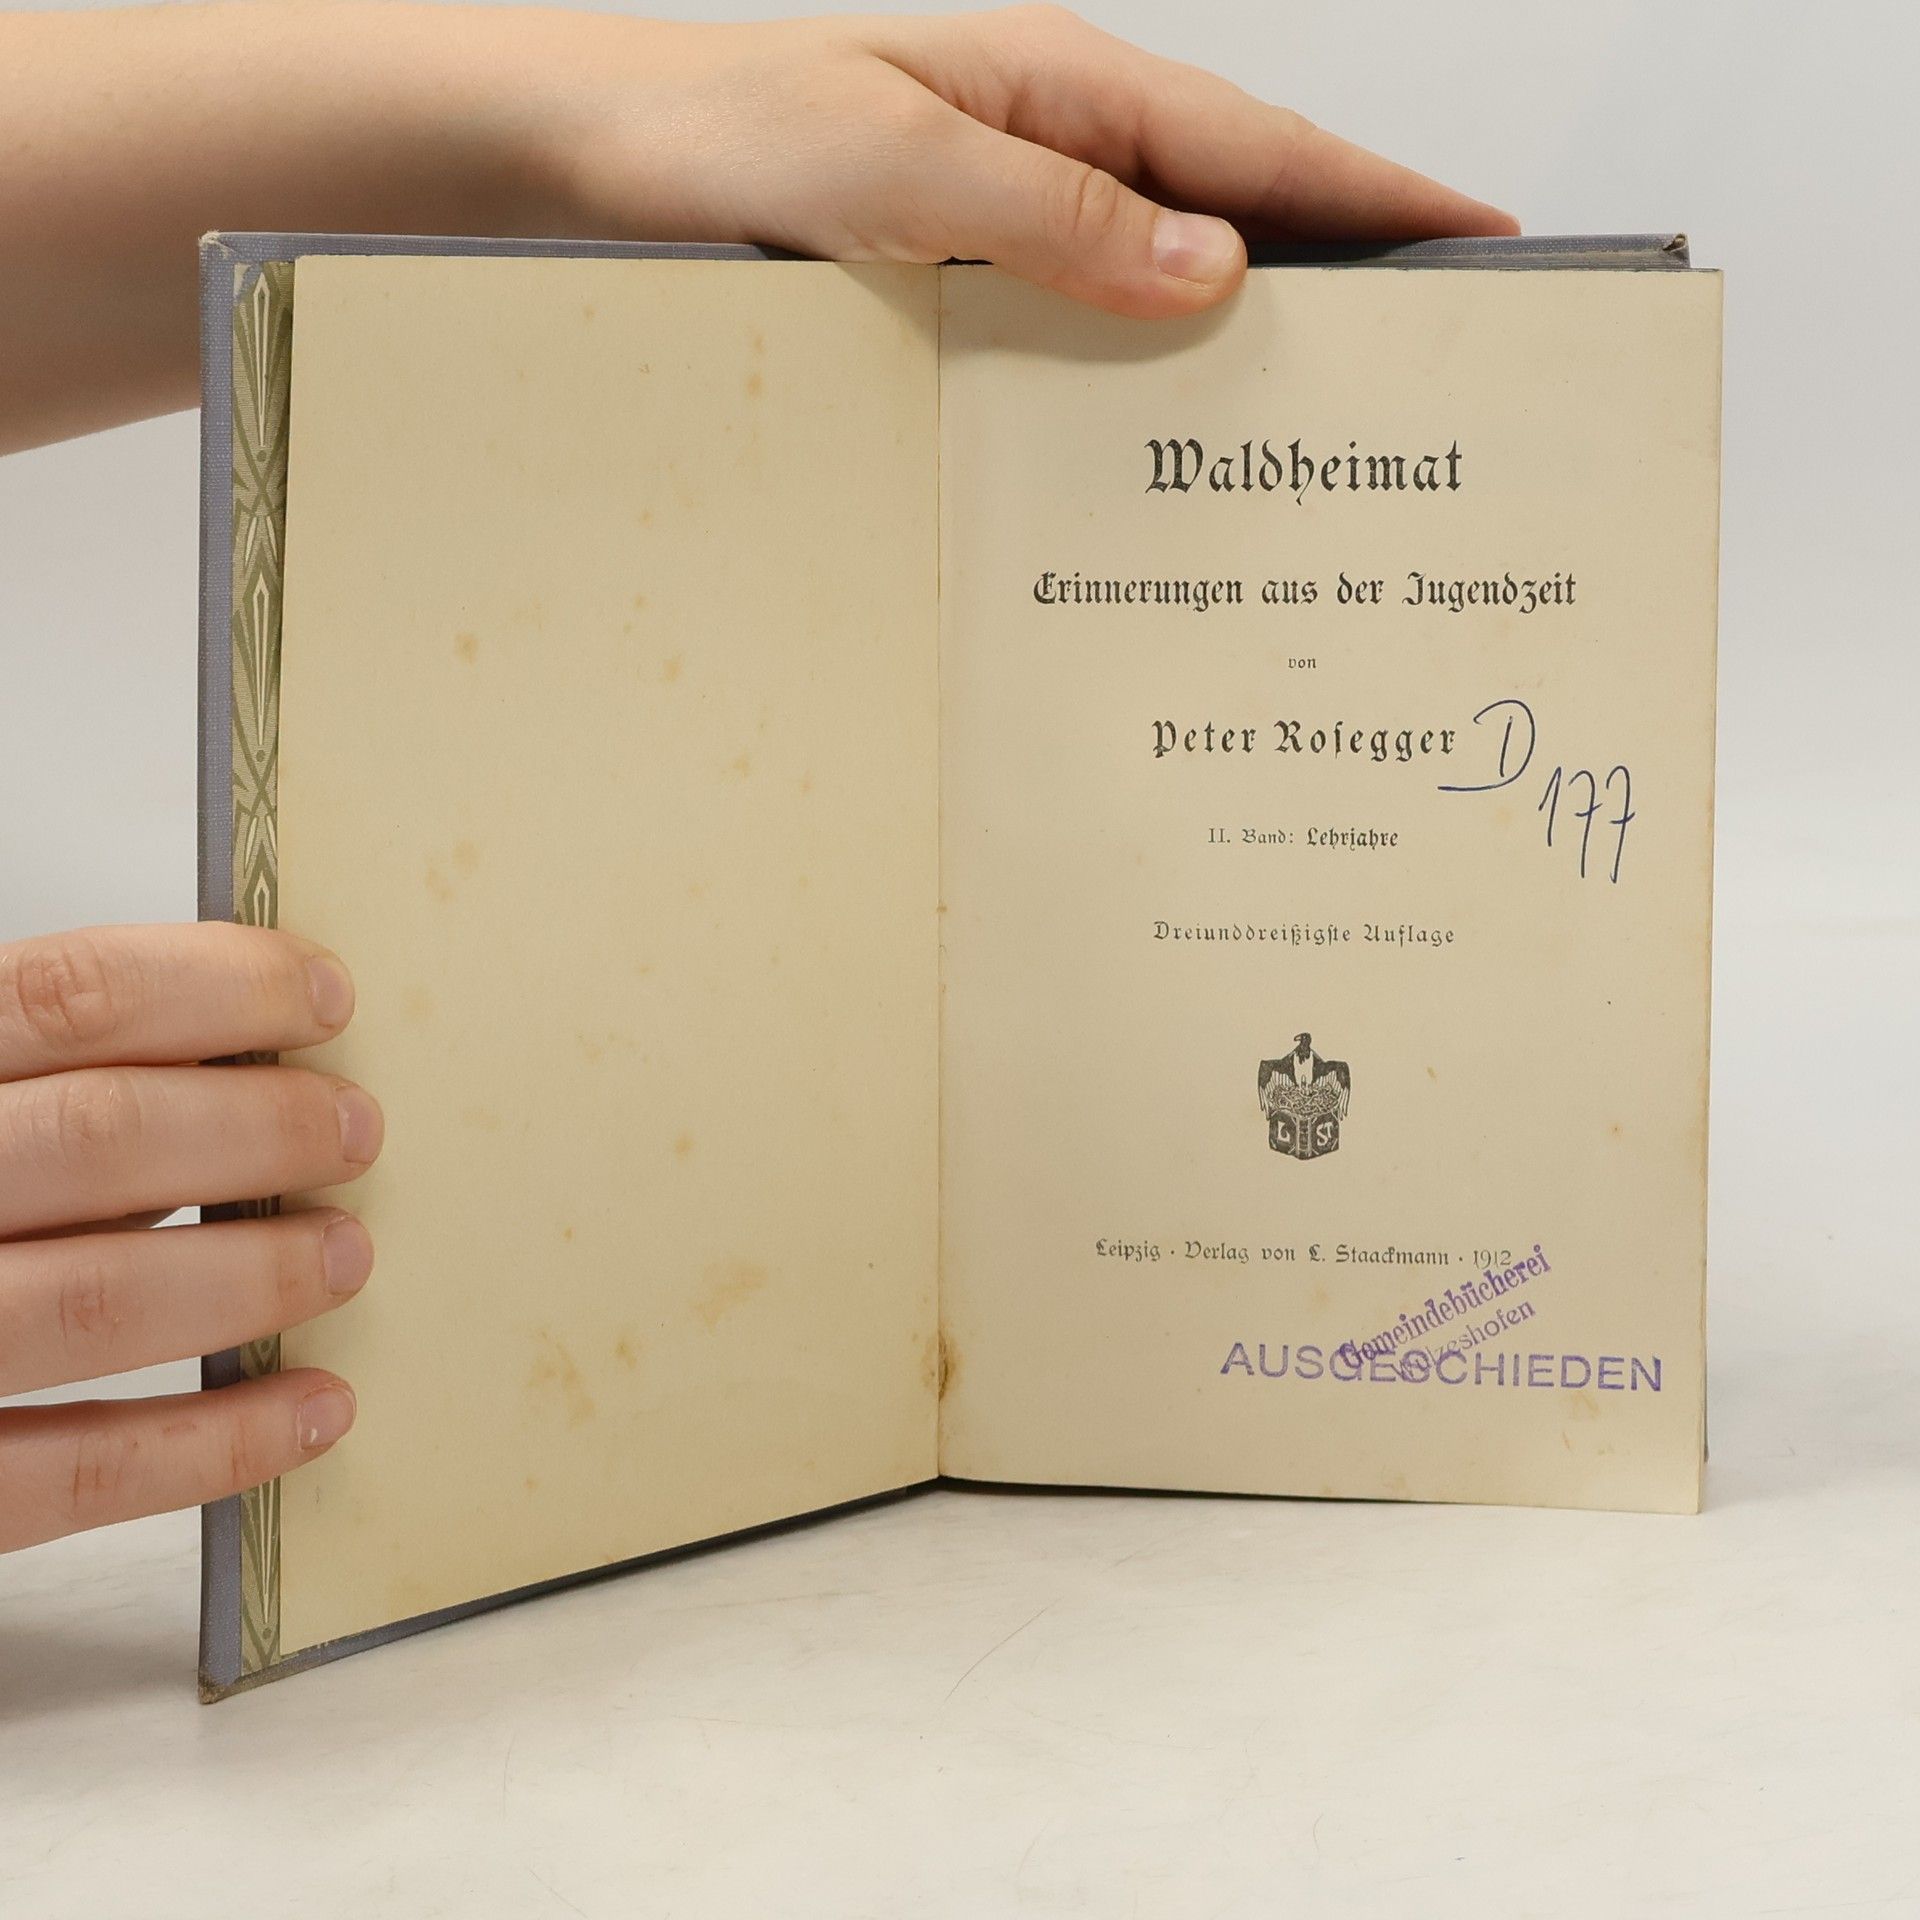 Waldheimat
Erinnerungen aus der Jugendzeit
von
Peter Rosegger
D
177
II. Band: Lehrjahre
Dreiunddreißigste Auflage
L ST
Leipzig · Verlag von L. Staackmann · 1912
Gemeindebücherei
Wulzeshofen
AUSGESCHIEDEN